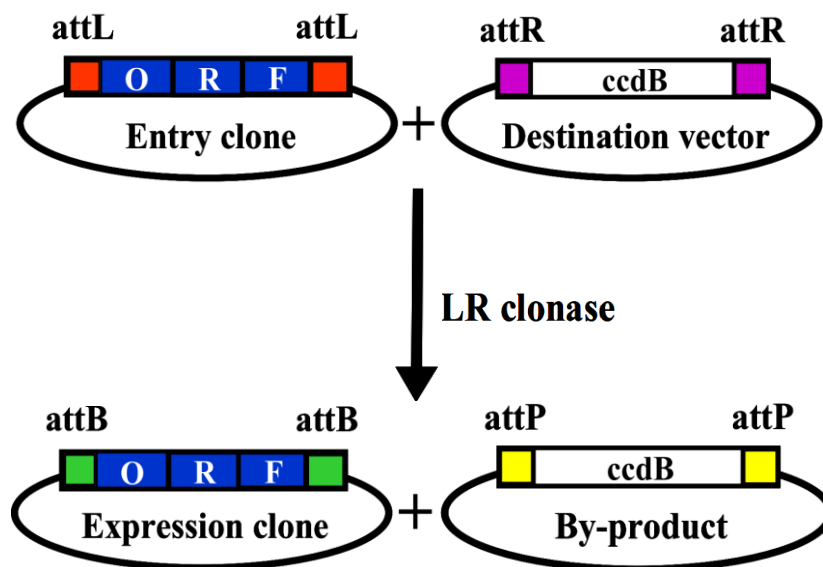 attL attL attR attR
O R F ccdB
Entry clone + Destination vector
LR clonase
attB attB attP attP
O R F ccdB
Expression clone + By-product